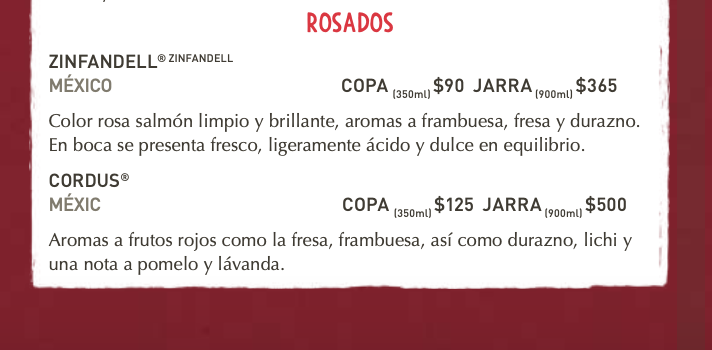 ROSADOS
ZINFANDELL® ZINFANDELL
MÉXICO COPA (350ml) $90 JARRA (900ml) $365
Color rosa salmón limpio y brillante, aromas a frambuesa, fresa y durazno.
En boca se presenta fresco, ligeramente ácido y dulce en equilibrio.
CORDUS®
MÉXIC COPA (350ml) $125 JARRA (900ml) $500
Aromas a frutos rojos como la fresa, frambuesa, así como durazno, lichi y
una nota a pomelo y lávanda.